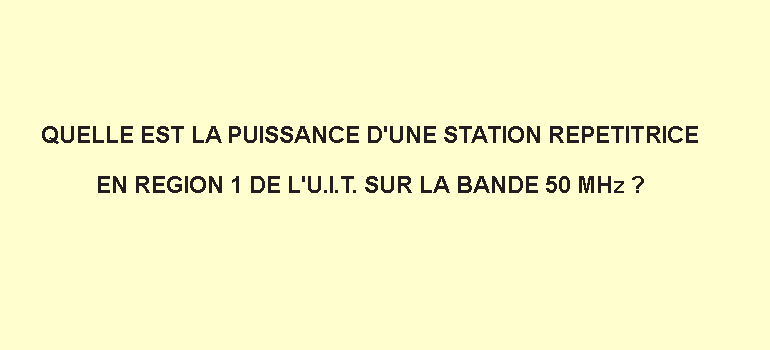 QUELLE EST LA PUISSANCE D'UNE STATION REPETITRICE
EN REGION 1 DE L'U.I.T. SUR LA BANDE 50 MHz ?